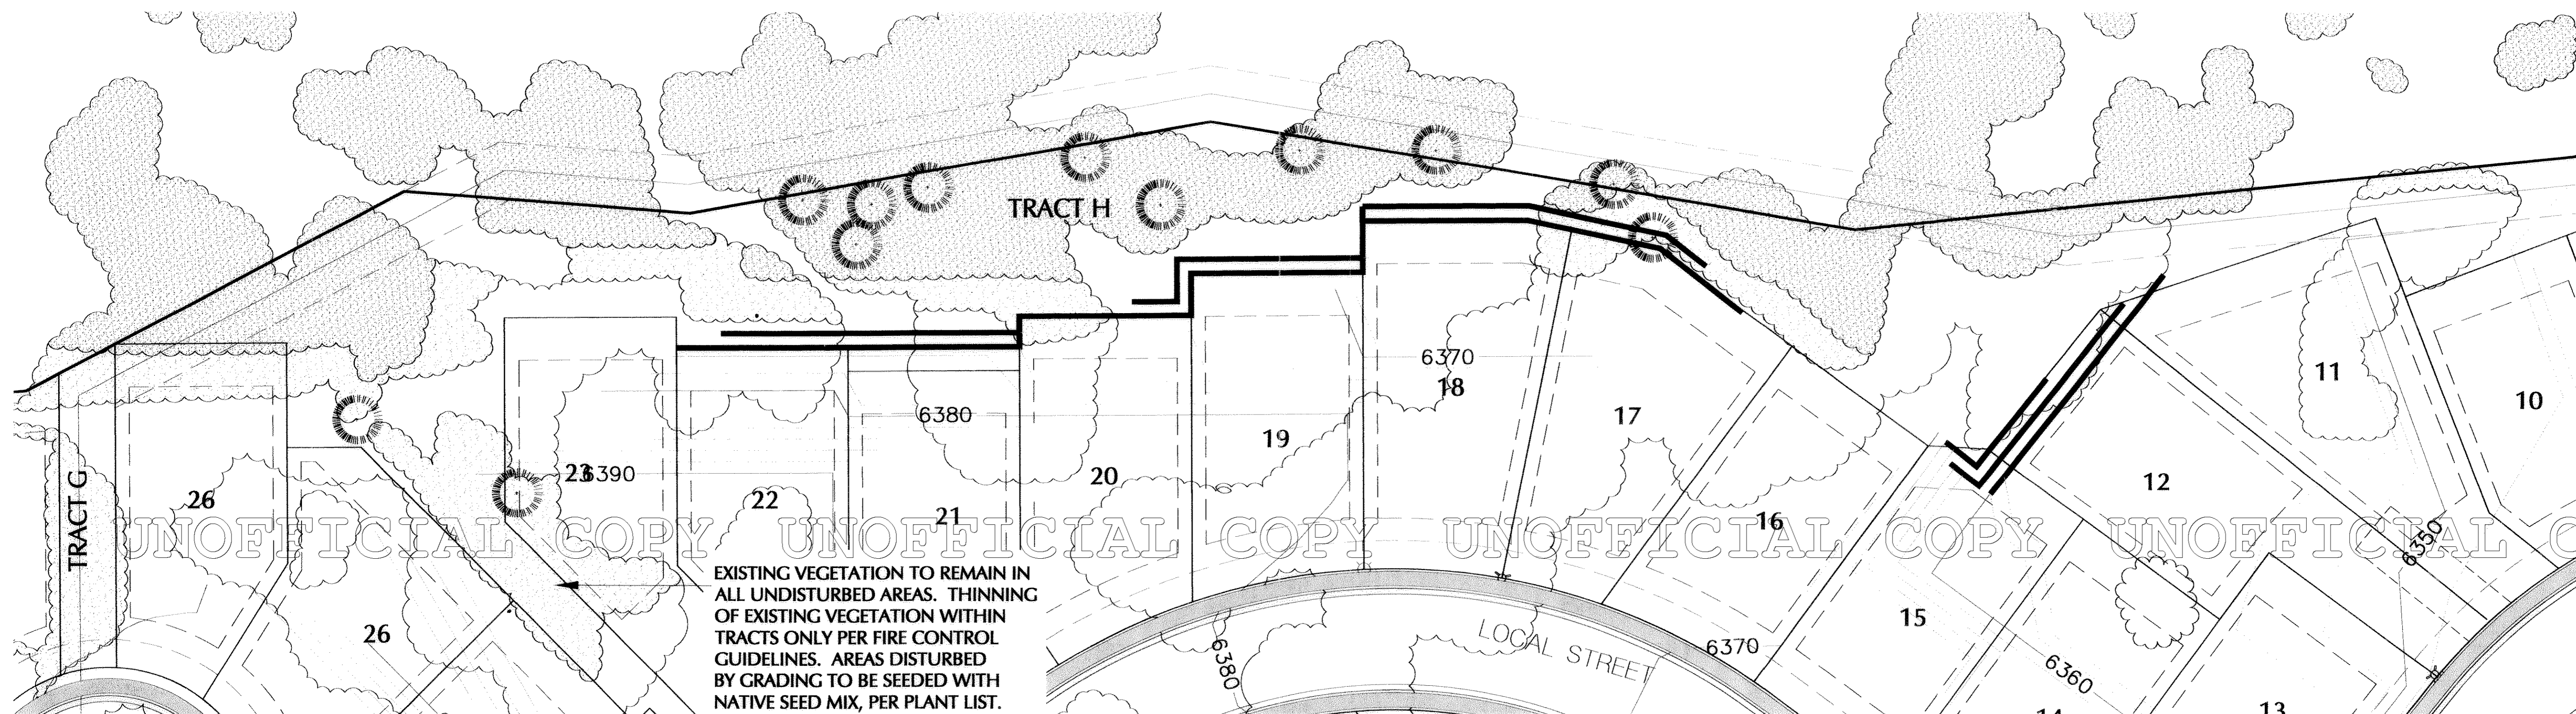 TRACT H
6370
18
11
10
6380
17
19
23
6390
20
12
26
22
21
16
TRACT G
UNOFFICIAL COPY UNOFFICIAL COPY UNOFFICIAL COPY UNOFFICIAL C
6350
EXISTING VEGETATION TO REMAIN IN
ALL UNDISTURBED AREAS. THINNING
OF EXISTING VEGETATION WITHIN
TRACTS ONLY PER FIRE CONTROL
GUIDELINES. AREAS DISTURBED
BY GRADING TO BE SEEDED WITH
NATIVE SEED MIX, PER PLANT LIST.
26
15
LOCAL STREET
6370
6380
6360
14
13